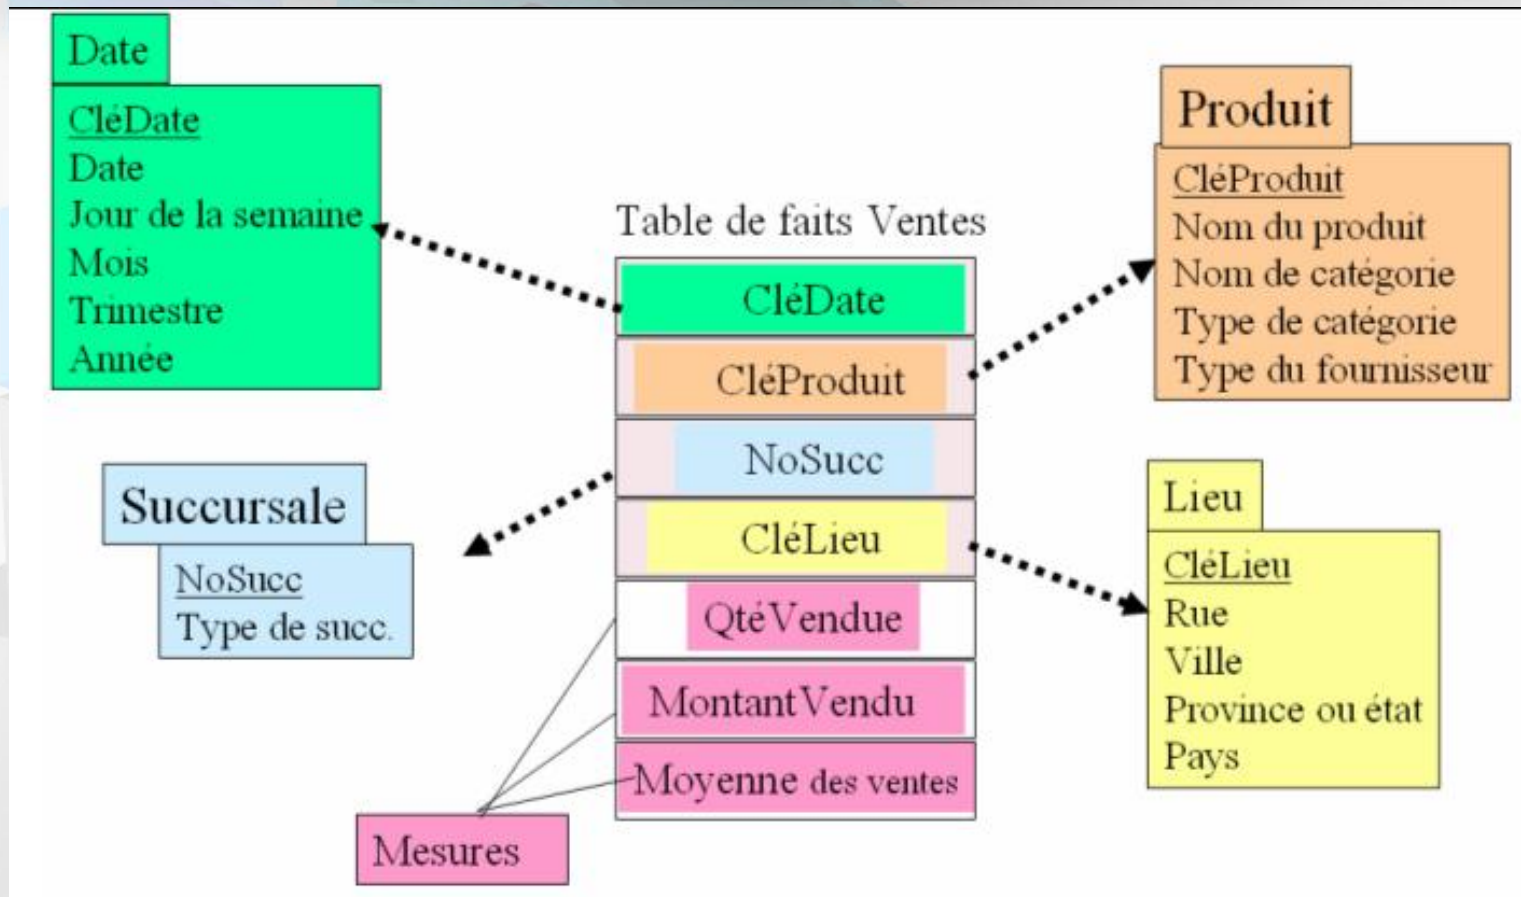 Date
CléDate
Date
Jour de la semaine
Mois
Trimestre
Année
Produit
CléProduit
Nom du produit
Nom de catégorie
Type de catégorie
Type du fournisseur
Table de faits Ventes
CléDate
CléProduit
NoSucc
CléLieu
QtéVendue
MontantVendu
Moyenne des ventes
Succursale
NoSucc
Type de succ.
Lieu
CléLieu
Rue
Ville
Province ou état
Pays
Mesures